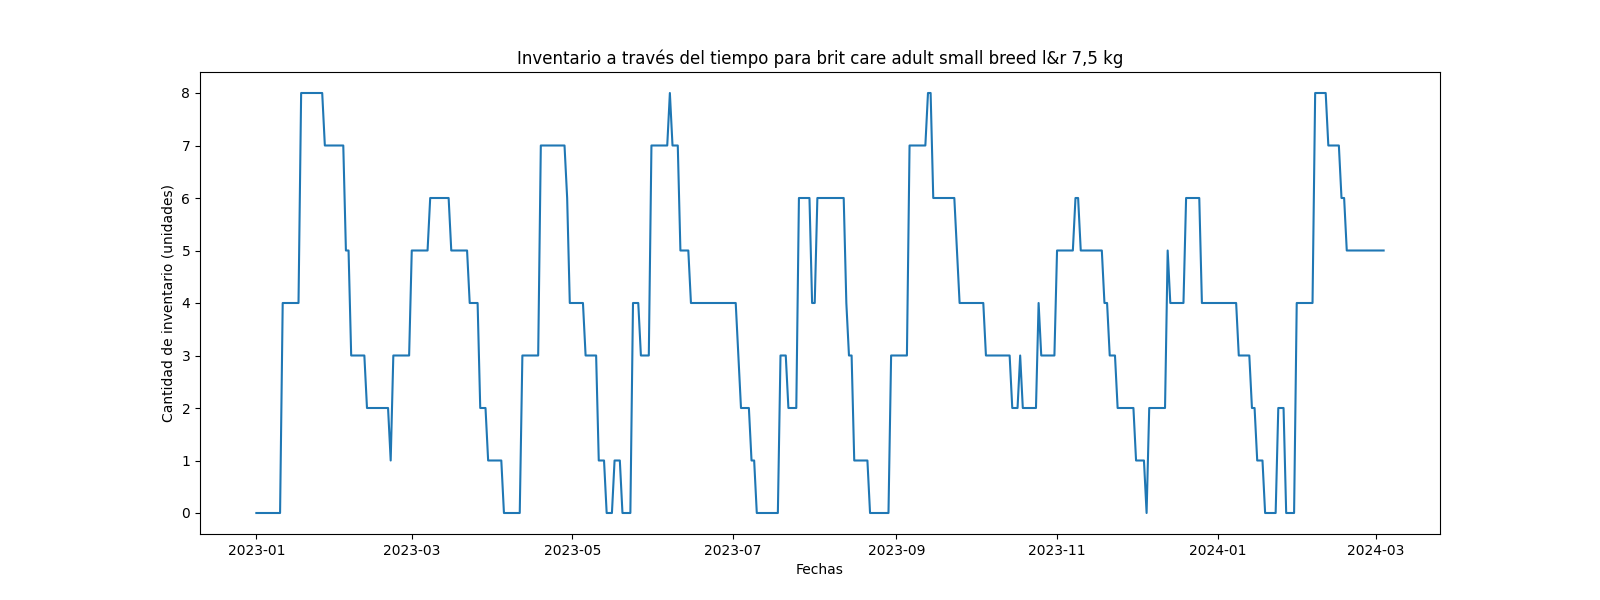 Inventario a través del tiempo para brit care adult small breed l&r 7,5 kg
Cantidad de inventario (unidades)
8
7
6
5
4
3
2
1
0
2023-01 2023-03 2023-05 2023-07 2023-09 2023-11 2024-01 2024-03
Fechas